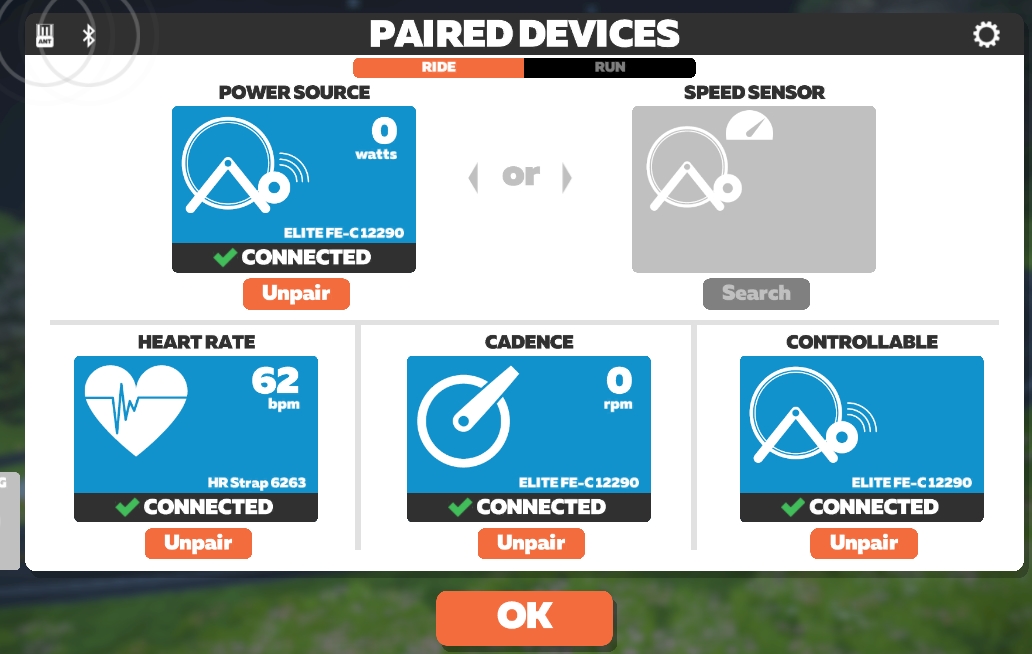 ANT
PAIRED DEVICES
RIDE
RUN
POWER SOURCE
0
watts
ELITE FE-C 12290
CONNECTED
Unpair
or
SPEED SENSOR
Search
HEART RATE
62
bpm
HR Strap 6263
CONNECTED
Unpair
CADENCE
0
rpm
ELITE FE-C 12290
CONNECTED
Unpair
CONTROLLABLE
ELITE FE-C 12290
CONNECTED
Unpair
G
OK